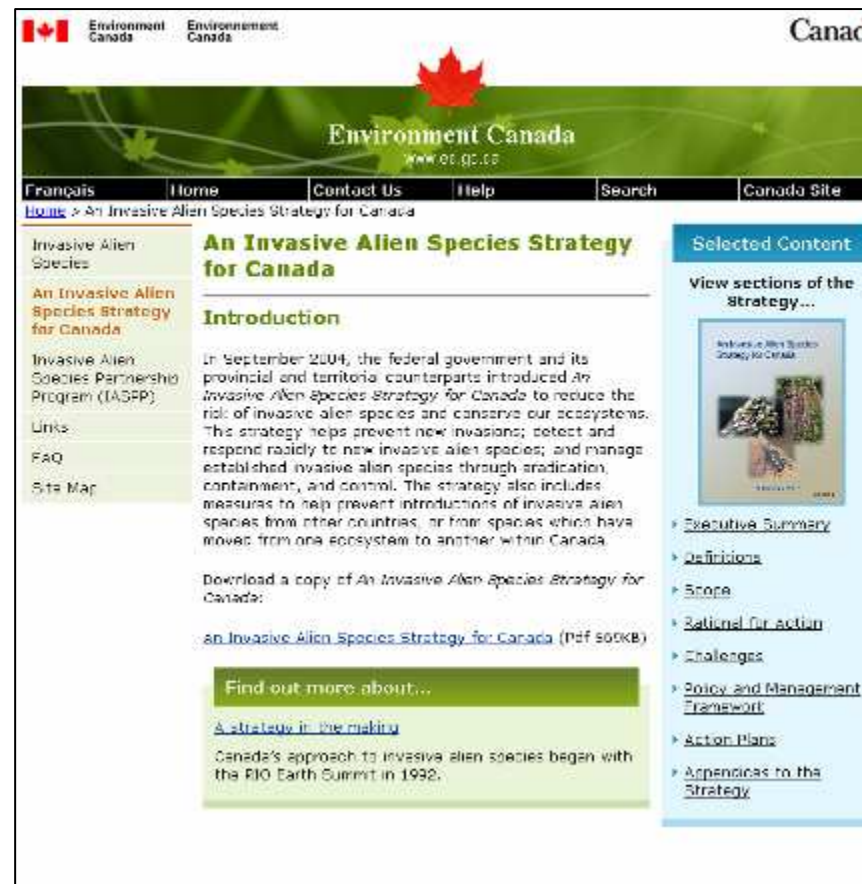 Environment Environnement
Canada Canada
Canad
Environment Canada
www.ec.gc.ca
Français Home Contact Us Help Search Canada Site
Home > An Invasive Alien Species Strategy for Canada
Invasive Alien
Species
An Invasive Alien
Species Strategy
for Canada
Invasive Alien
Species Partnership
Program (IASPP)
Links
FAQ
Site Map
An Invasive Alien Species Strategy
for Canada
Introduction
In September 2004, the federal government and its
provincial and territorial counterparts introduced An
Invasive Alien Species Strategy for Canada to reduce the
risk of invasive alien species and conserve our ecosystems.
This strategy helps prevent new invasions; detect and
respond rapidly to new invasive alien species; and manage
established invasive alien species through eradication,
containment, and control. The strategy also includes
measures to help prevent introductions of invasive alien
species from other countries, or from species which have
moved from one ecosystem to another within Canada.
Download a copy of An Invasive Alien Species Strategy for
Canada:
an Invasive Alien Species Strategy for Canada (Pdf KB)
Find out more about...
A strategy in the making
Canada's approach to invasive alien species began with
the RIO Earth Summit in 1992.
Selected Content
View sections of the
Strategy...
An Invasive Alien Species
Strategy for Canada
Executive Summary
Definitions
Scope
Rational for Action
Challenges
Policy and Management
Framework
Action Plans
Appendices to the
Strategy